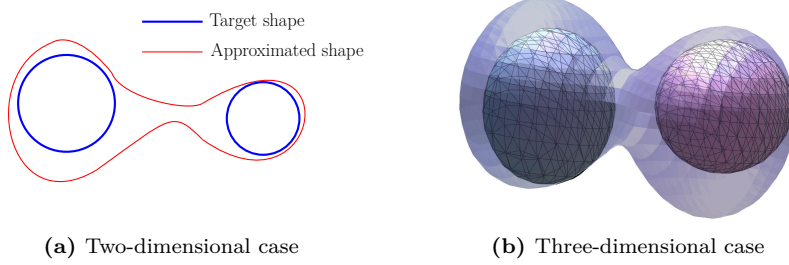 Target shape
Approximated shape
(a) Two-dimensional case
(b) Three-dimensional case